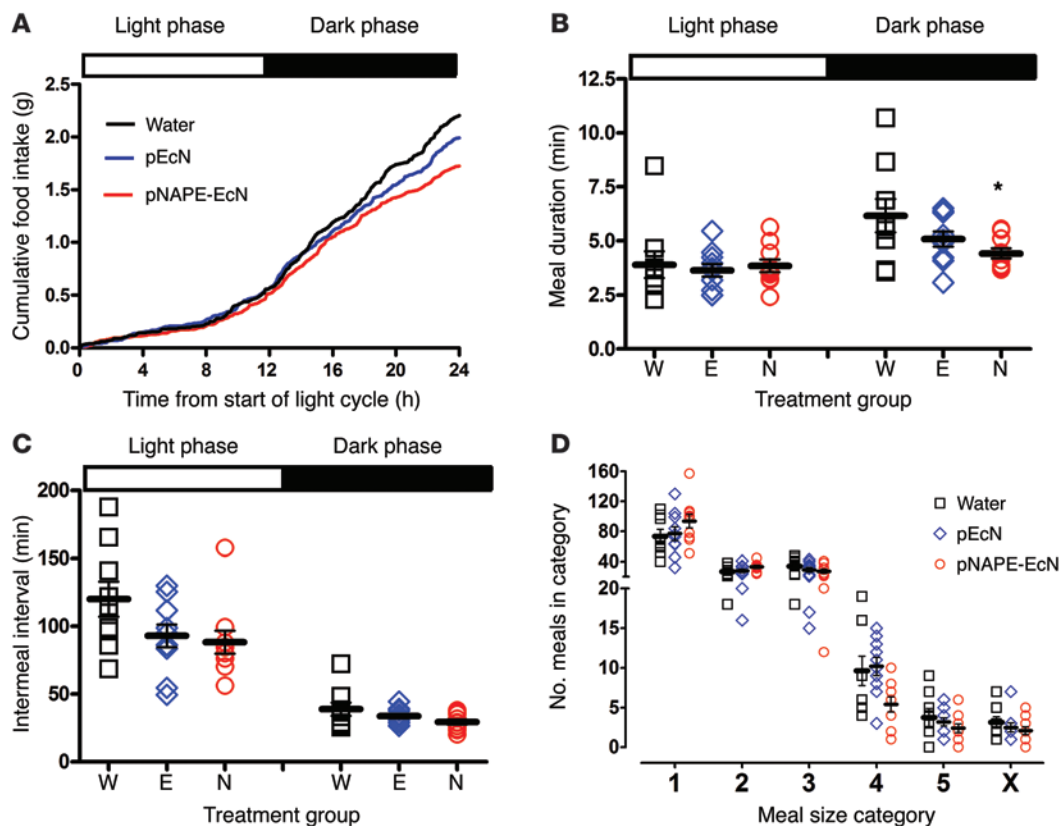 A
Light phase Dark phase
Cumulative food intake (g)
2.5
2.0
1.5
1.0
0.5
0.0
Water
pEcN
pNAPE-EcN
0 4 8 12 16 20 24
Time from start of light cycle (h)
B
Light phase Dark phase
Meal duration (min)
12.5
10.0
7.5
5.0
2.5
0.0
*
W E N W E N
Treatment group
C
Light phase Dark phase
Intermeal interval (min)
200
150
100
50
0
W E N W E N
Treatment group
D
No. meals in category
160
120
80
40
20
15
10
5
0
Water
pEcN
pNAPE-EcN
1 2 3 4 5 X
Meal size category